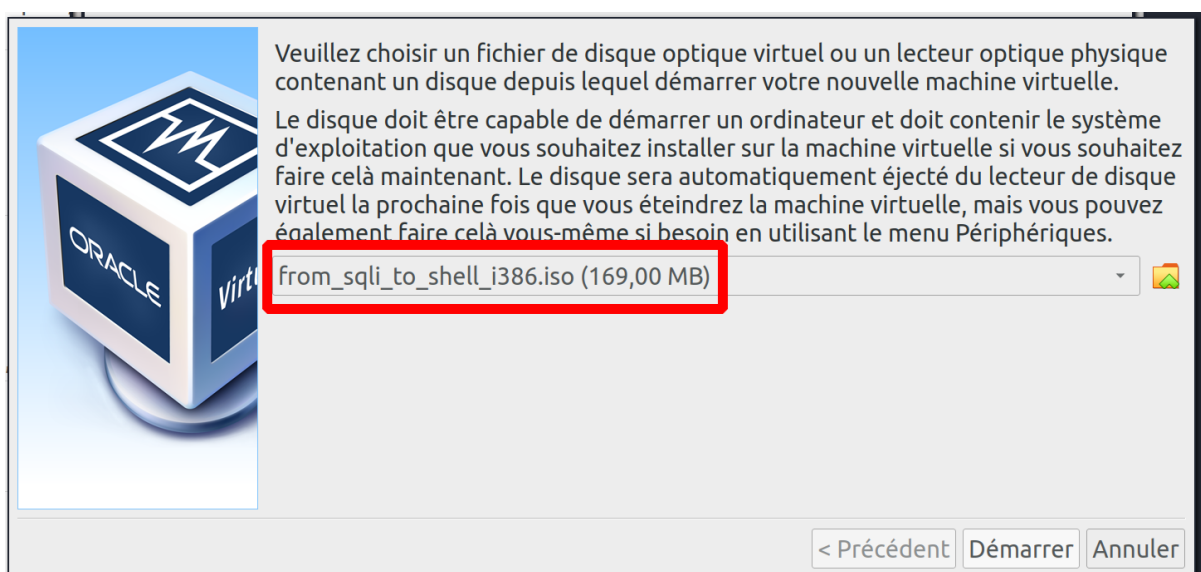 Veuillez choisir un fichier de disque optique virtuel ou un lecteur optique physique
contenant un disque depuis lequel démarrer votre nouvelle machine virtuelle.
Le disque doit être capable de démarrer un ordinateur et doit contenir le système
d'exploitation que vous souhaitez installer sur la machine virtuelle si vous souhaitez
faire celà maintenant. Le disque sera automatiquement éjecté du lecteur de disque
virtuel la prochaine fois que vous éteindrez la machine virtuelle, mais vous pouvez
également faire celà vous-même si besoin en utilisant le menu Périphériques.
ORACLE
Virt
from_sqli_to_shell_i386.iso (169,00 MB)
< Précédent Démarrer Annuler